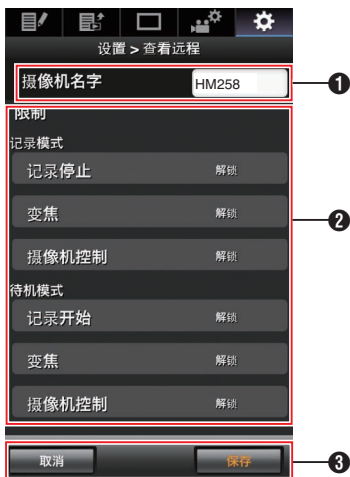 设置 > 查看远程
摄像机名字 HM258 ❶
限制
记录模式
记录停止 解锁
变焦 解锁 ❷
摄像机控制 解锁
待机模式
记录开始 解锁
变焦 解锁
摄像机控制 解锁
取消 保存 ❸